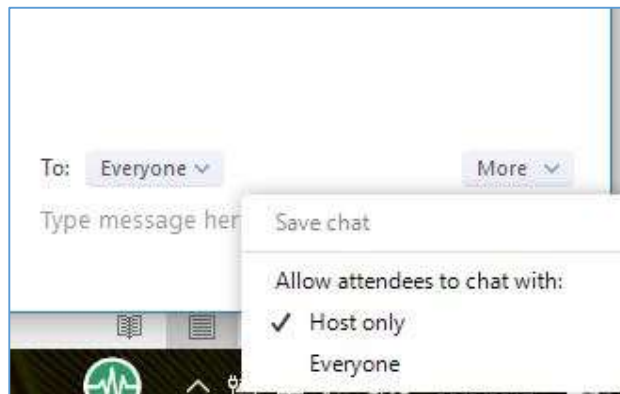 To: Everyone More
Type message her
Save chat
Allow attendees to chat with:
Host only
Everyone